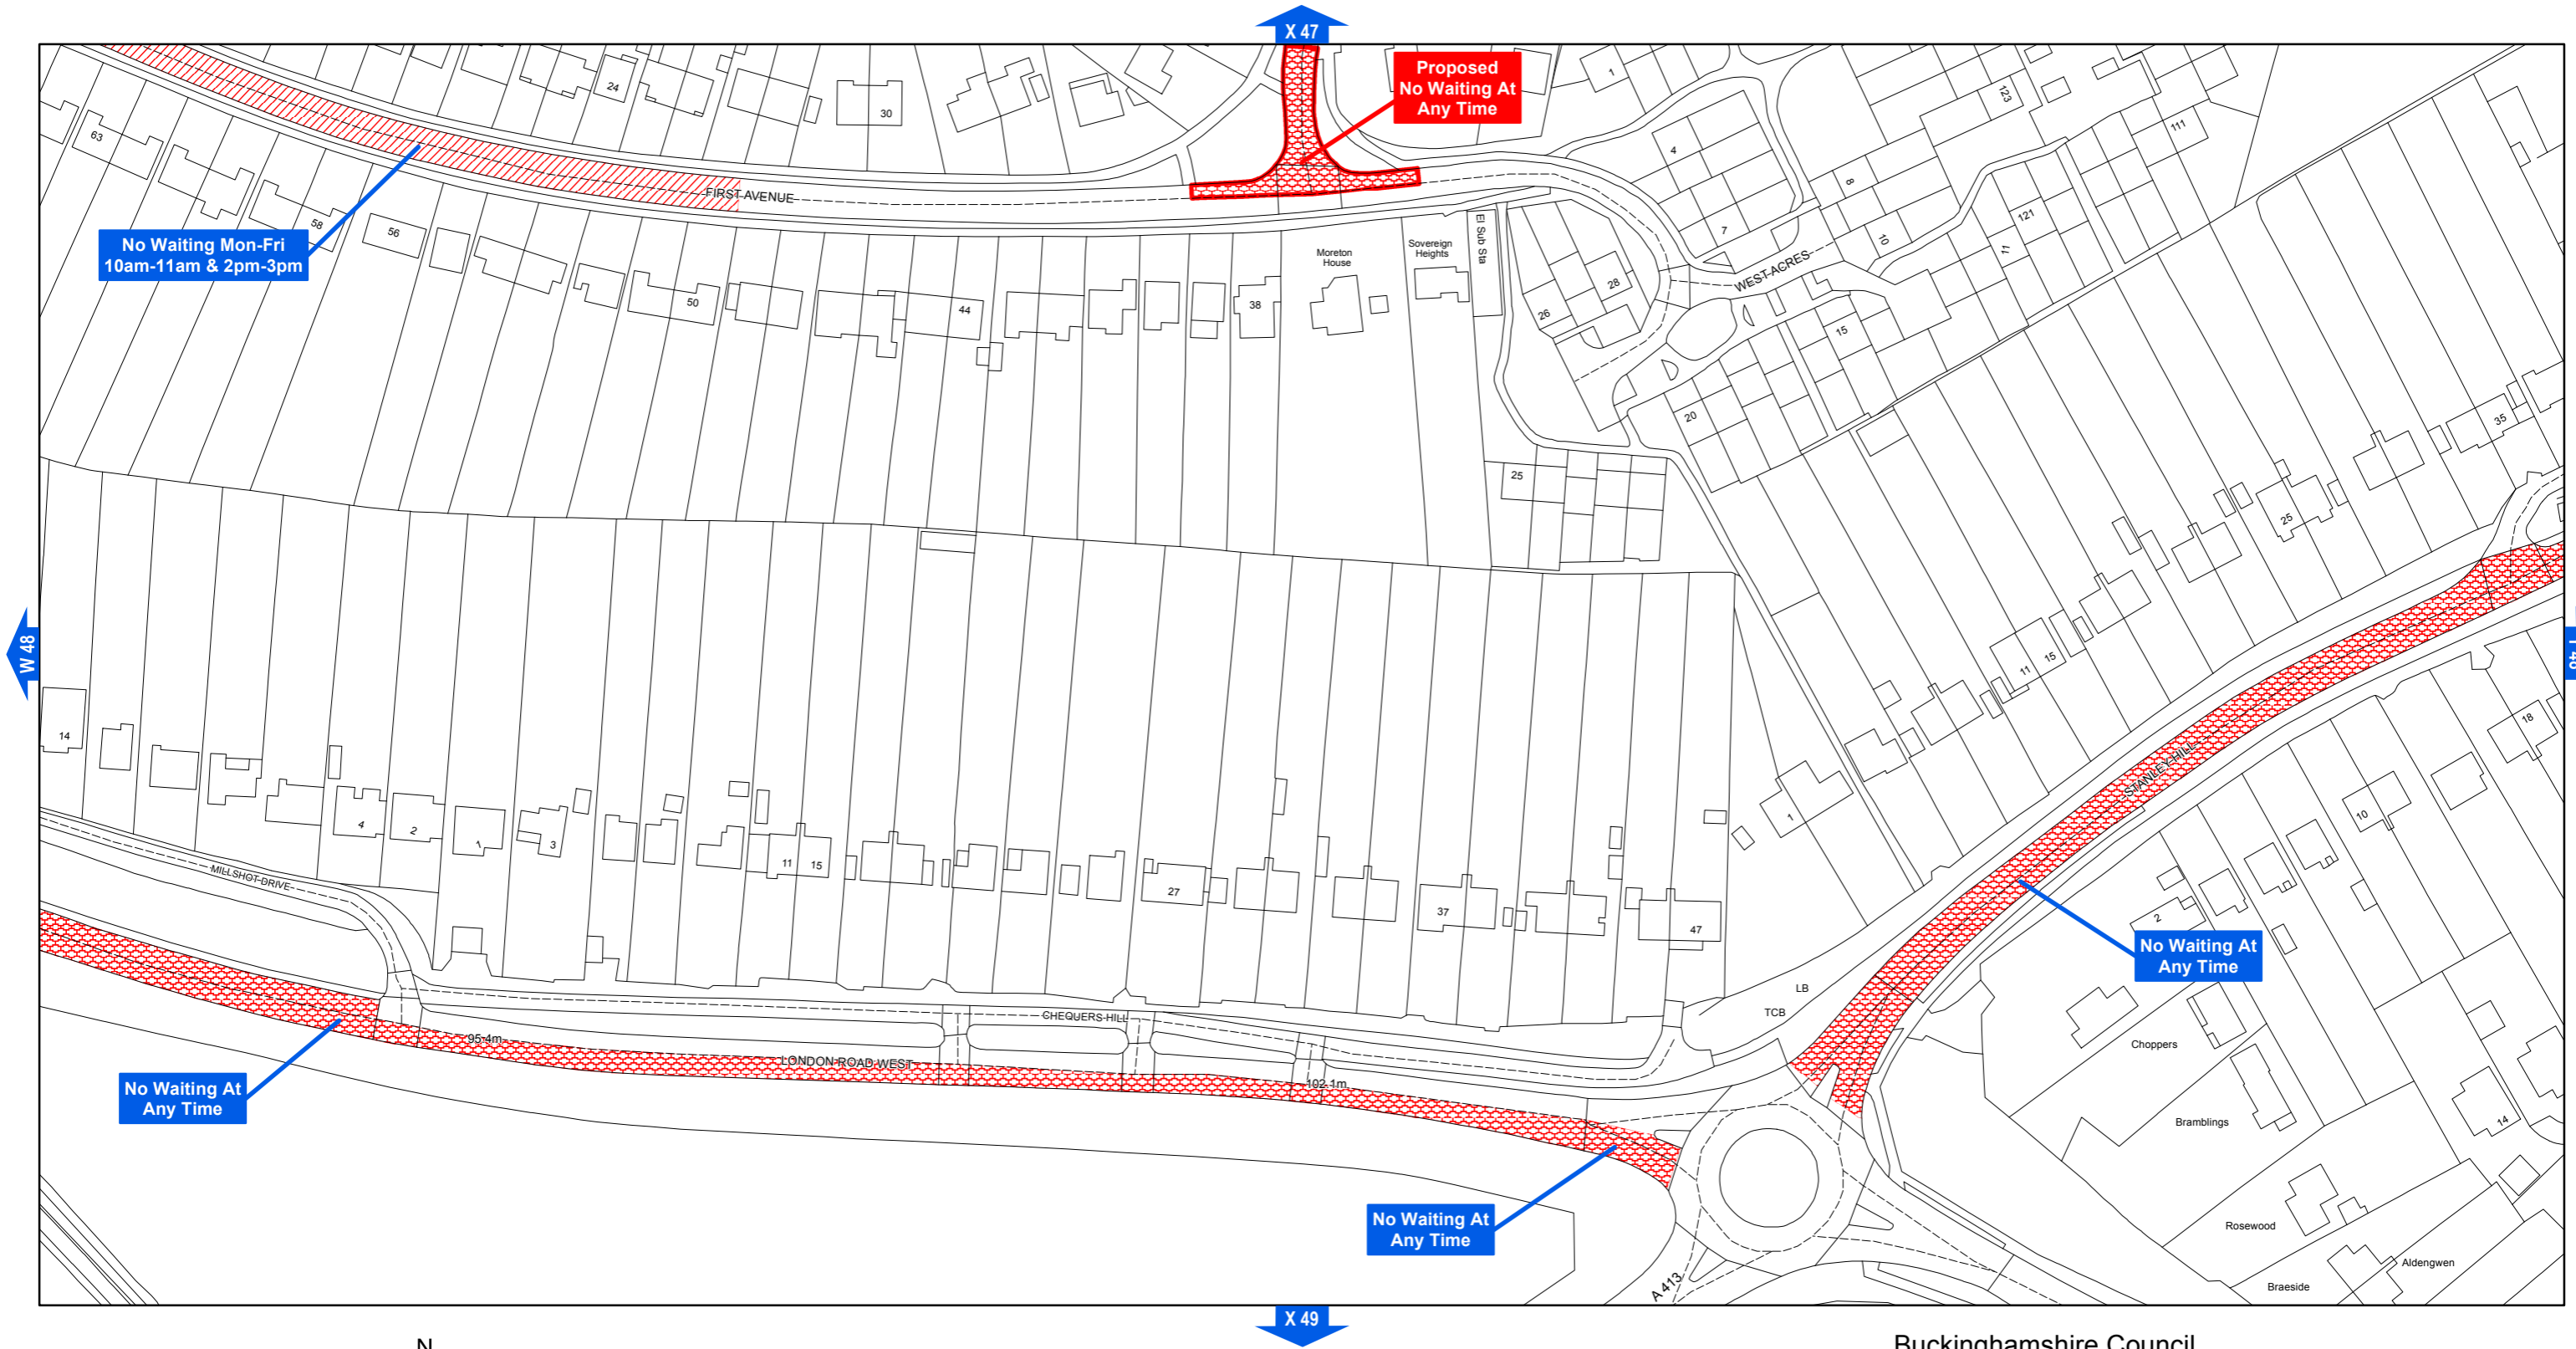 X 47
Proposed
No Waiting At
Any Time
1
123
24
30
111
63
4
8
FIRST AVENUE
58
56
121
7
10
11
No Waiting Mon-Fri
10am-11am & 2pm-3pm
El Sub Sta
Moreton
House
Sovereign
Heights
WEST ACRES
28
50
44
38
26
15
20
35
25
25
W 48
11
15
14
18
STANLEY HILL
4
2
1
3
11
15
1
10
27
37
47
2
MILLSHOT DRIVE
No Waiting At
Any Time
LB
TCB
CHEQUERS HILL
95.4m
LONDON ROAD WEST
102.1m
Choppers
No Waiting At
Any Time
Bramblings
14
No Waiting At
Any Time
Rosewood
Aldengwen
Braeside
A 413
X 49
N
Buckinghamshire Council